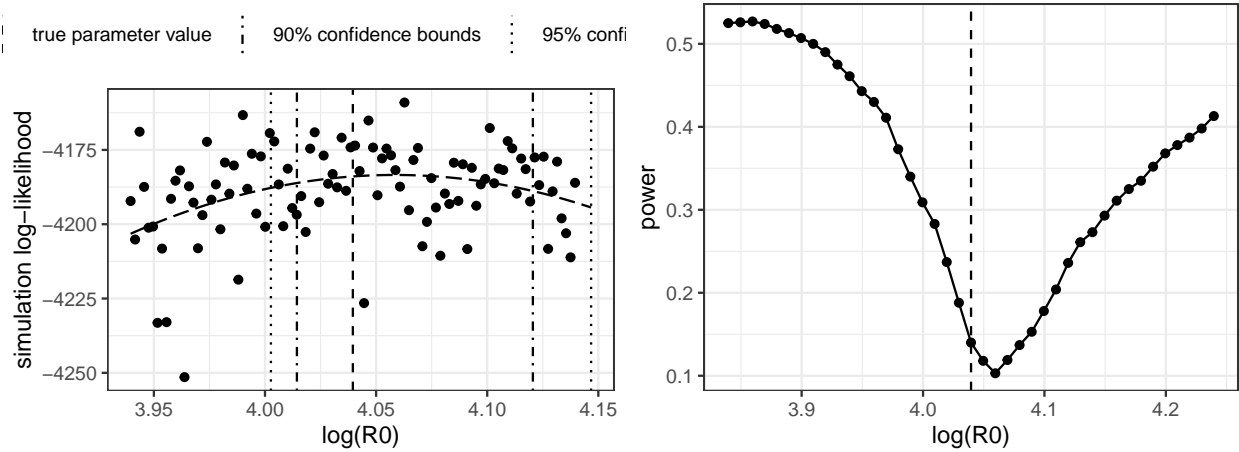 true parameter value 90% confidence bounds 95% confi
simulation log−likelihood
−4175
−4200
−4225
−4250
3.95 4.00 4.05 4.10 4.15
log(R0)
power
0.5
0.4
0.3
0.2
0.1
3.9 4.0 4.1 4.2
log(R0)